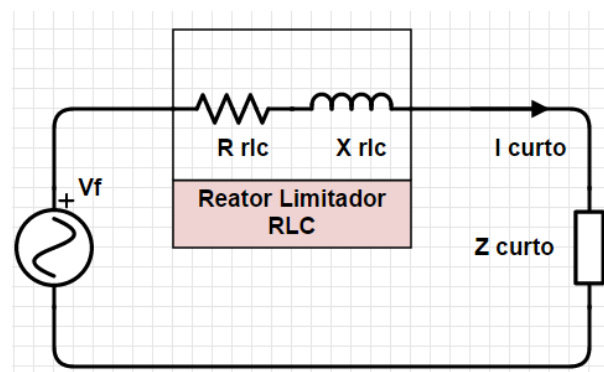 R rlc
X rlc
I curto
Reator Limitador
RLC
+
Vf
Z curto